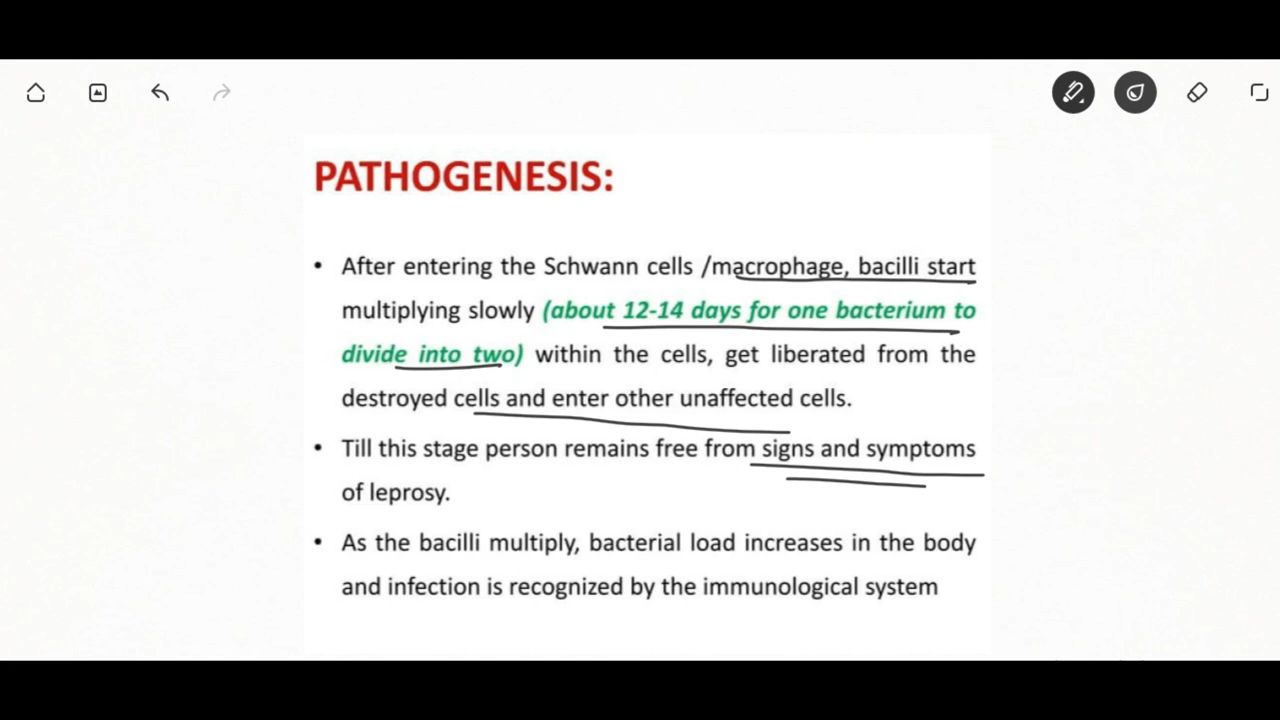 PATHOGENESIS:
• After entering the Schwann cells /macrophage, bacilli start
multiplying slowly (about 12-14 days for one bacterium to
divide into two) within the cells, get liberated from the
destroyed cells and enter other unaffected cells.
• Till this stage person remains free from signs and symptoms
of leprosy.
• As the bacilli multiply, bacterial load increases in the body
and infection is recognized by the immunological system